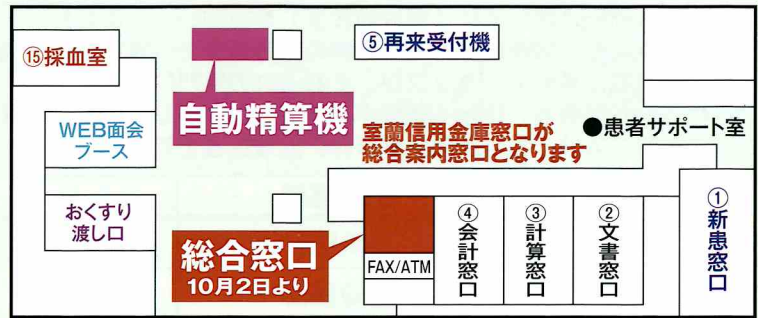 ⑮採血室
⑤再来受付機
自動精算機
WEB面会
ブース
室蘭信用金庫窓口が
総合案内窓口となります
●患者サポート室
おくすり
渡し口
総合窓口
10月2日より
FAX/ATM
④会計窓口
③計算窓口
②文書窓口
①新患窓口